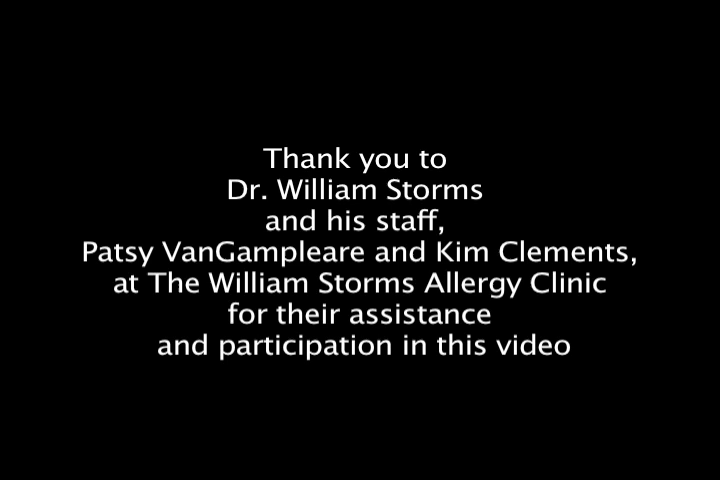 Thank you to
Dr. William Storms
and his staff,
Patsy VanGampleare and Kim Clements,
at The William Storms Allergy Clinic
for their assistance
and participation in this video